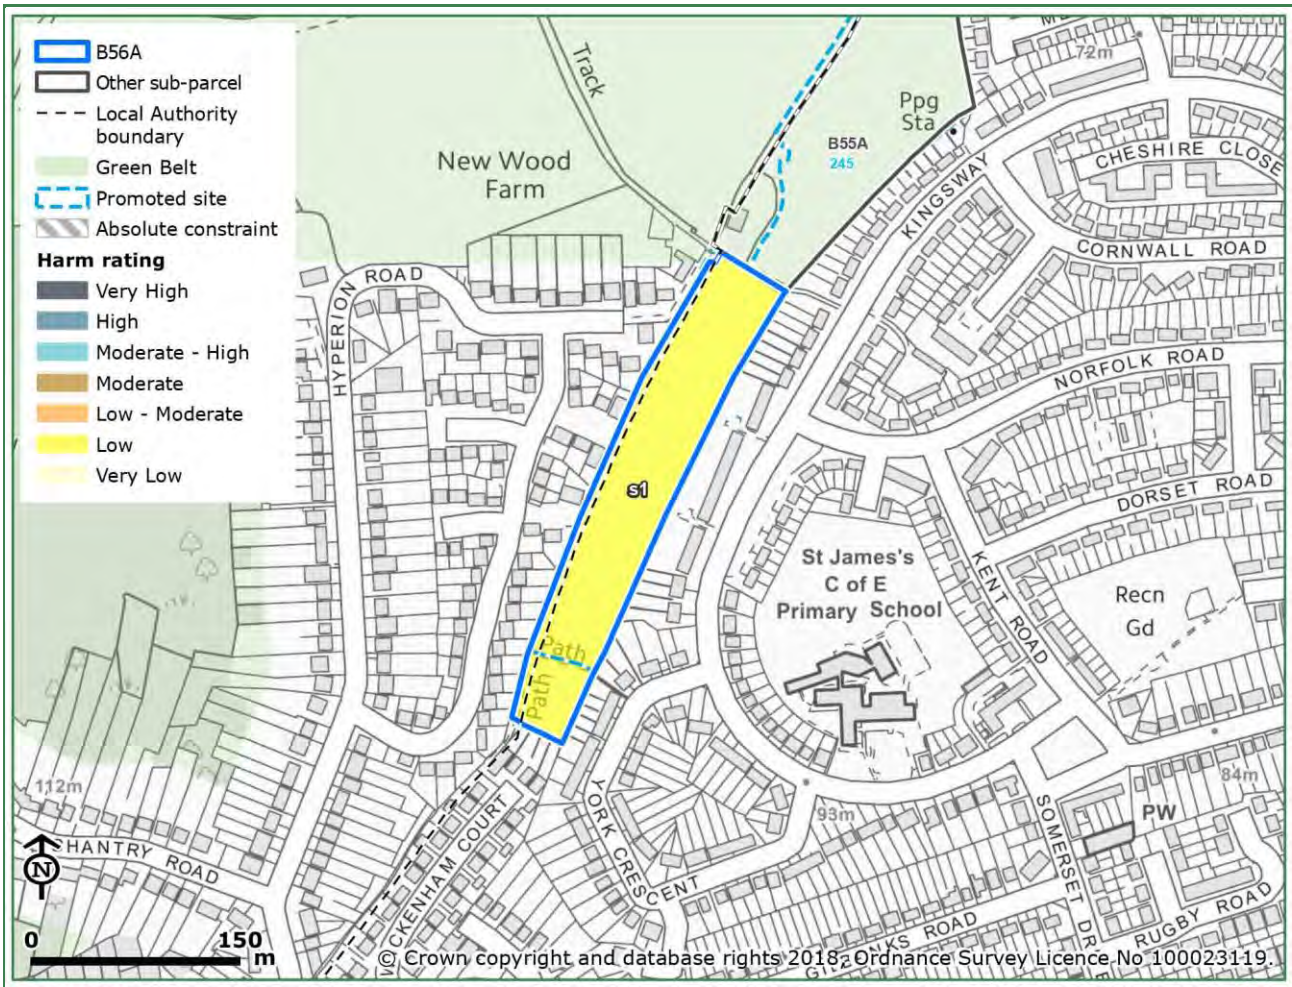 B56A
Other sub-parcel
Local Authority
boundary
Green Belt
Promoted site
Absolute constraint
Harm rating
Very High
High
Moderate - High
Moderate
Low - Moderate
Low
Very Low
Track
New Wood
Farm
Ppg
Sta
B55A
245
72m
KINGSWAY
CHESHIRE CLOSE
CORNWALL ROAD
HYPERION ROAD
NORFOLK ROAD
DORSET ROAD
s1
St James's
C of E
Primary School
KENT ROAD
Recn
Gd
Path
Path
YORK CRESCENT
112m
CHANTRY ROAD
N
93m
84m
PW
SOMERSET
RUGBY ROAD
COURT
ROAD
0
150
m
© Crown copyright and database rights 2018. Ordnance Survey Licence No 100023119.